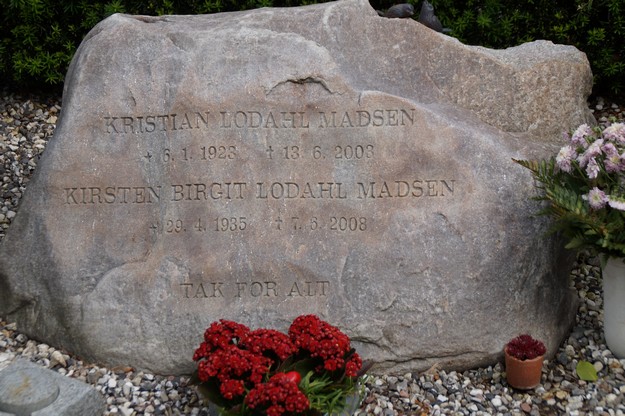 KRISTIAN LODAHL MADSEN
✝ 6. 1. 1923 ✝ 13. 6. 2003
KIRSTEN BIRGIT LODAHL MADSEN
✝ 29. 4. 1935 ✝ 7. 6. 2008
TAK FOR ALT